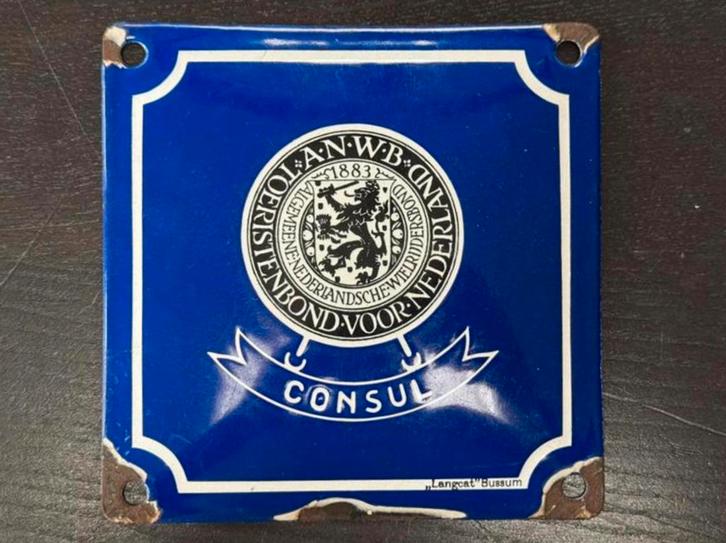 A·N·W·B·
TOERISTENBOND·VOOR·NEDERLAND
1883
(ALGEMEENE·NEDERLANDSCHE·WIELRIJDERSBOND)
CONSUL
„Langcat" Bussum